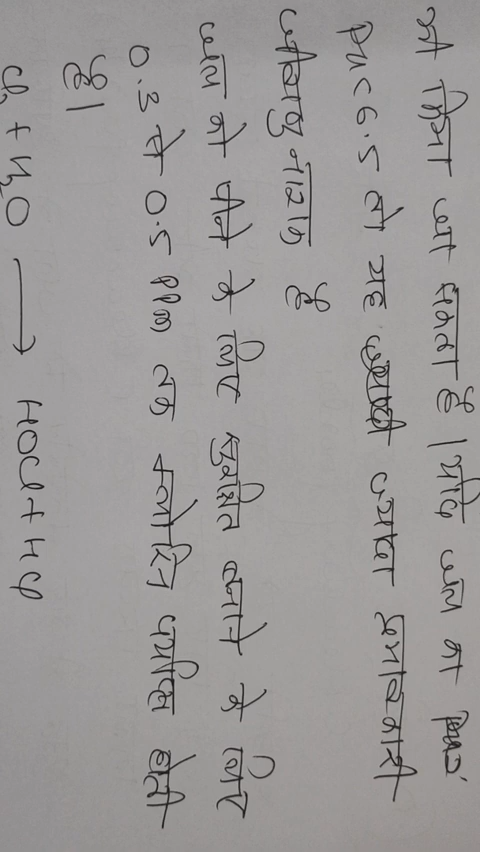 भी किया जा सकता है। यदि जल का
PH < 6.5 हो यह काफी ज्यादा प्रभावकारी
जीवाणु नाशक है
जल को पीने के लिए सुरक्षित बनाने के लिए
0.3 से 0.5 PPM तक क्लोरिन पर्याप्त होती
है।
Cl₂ + H₂O ⟶ HOCl + HCl